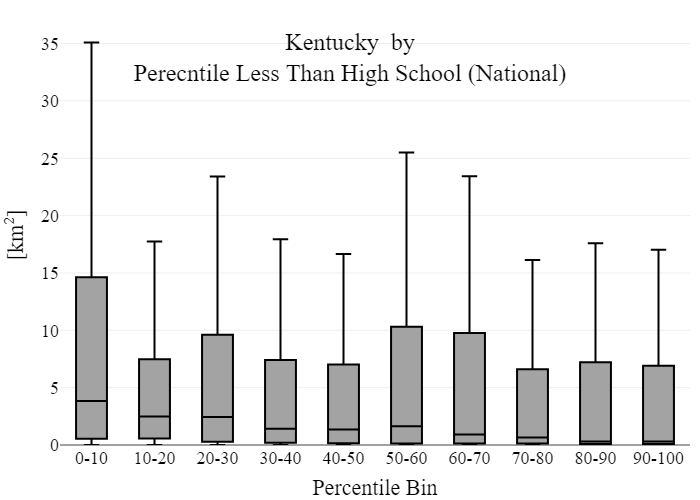 Kentucky by
Perecntile Less Than High School (National)
35
30
25
20
15
10
5
0
[km²]
0-10 10-20 20-30 30-40 40-50 50-60 60-70 70-80 80-90 90-100
Percentile Bin